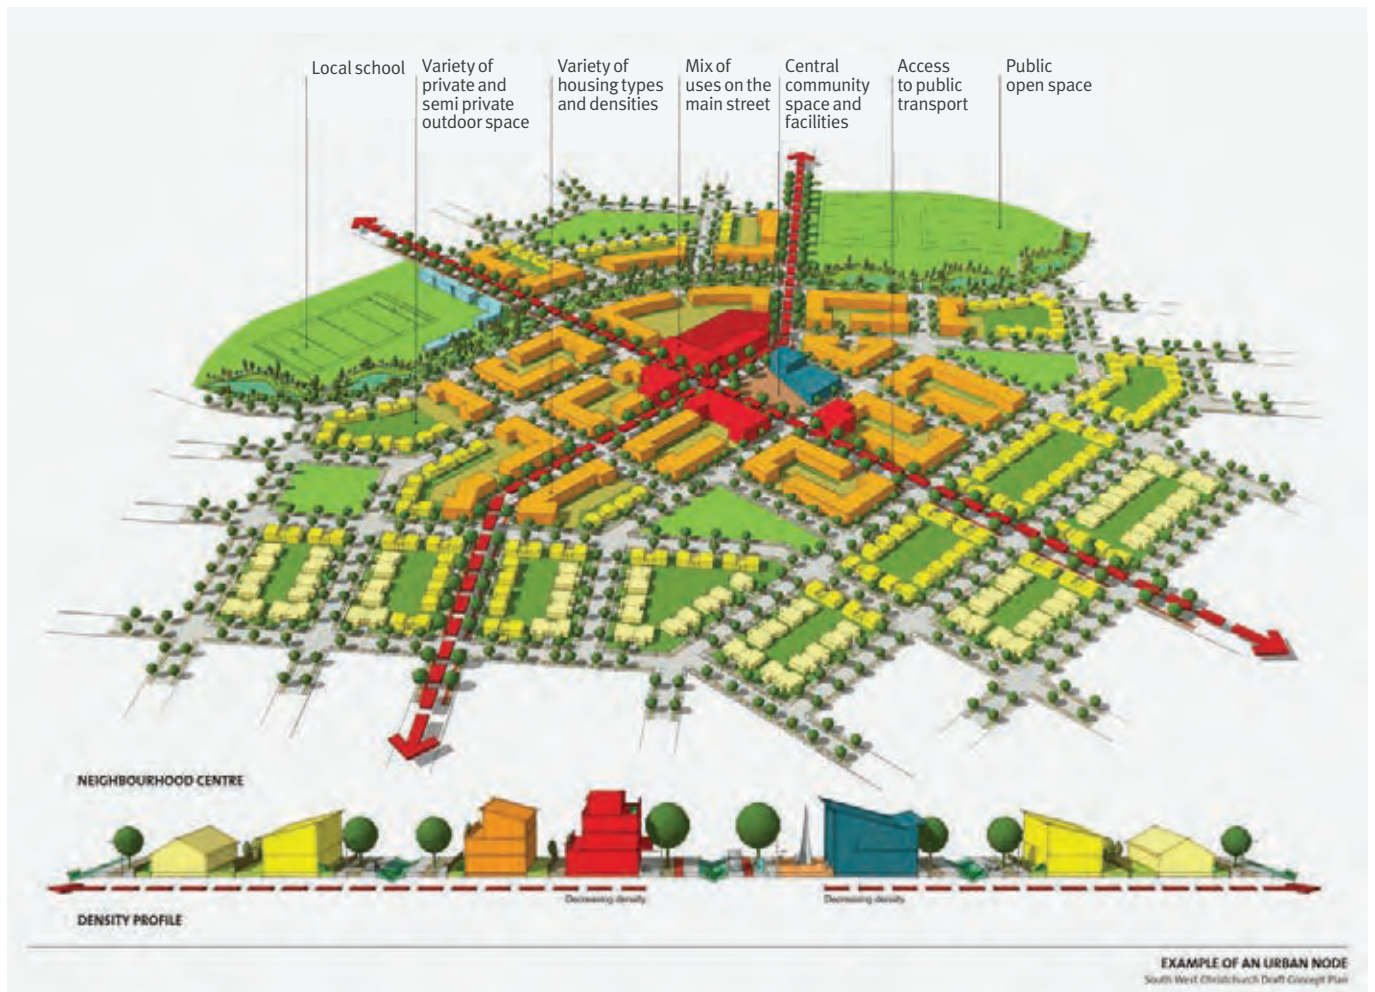 Local school
Variety of
private and
semi private
outdoor space
Variety of
housing types
and densities
Mix of
uses on the
main street
Central
community
space and
facilities
Access
to public
transport
Public
open space
NEIGHBOURHOOD CENTRE
Decreasing density
Decreasing density
DENSITY PROFILE
EXAMPLE OF AN URBAN NODE
South West Christchurch Draft Concept Plan